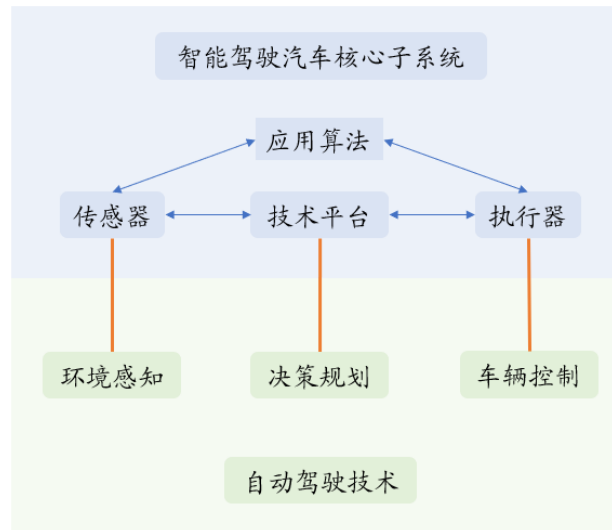 智能驾驶汽车核心子系统
应用算法
传感器
技术平台
执行器
环境感知
决策规划
车辆控制
自动驾驶技术